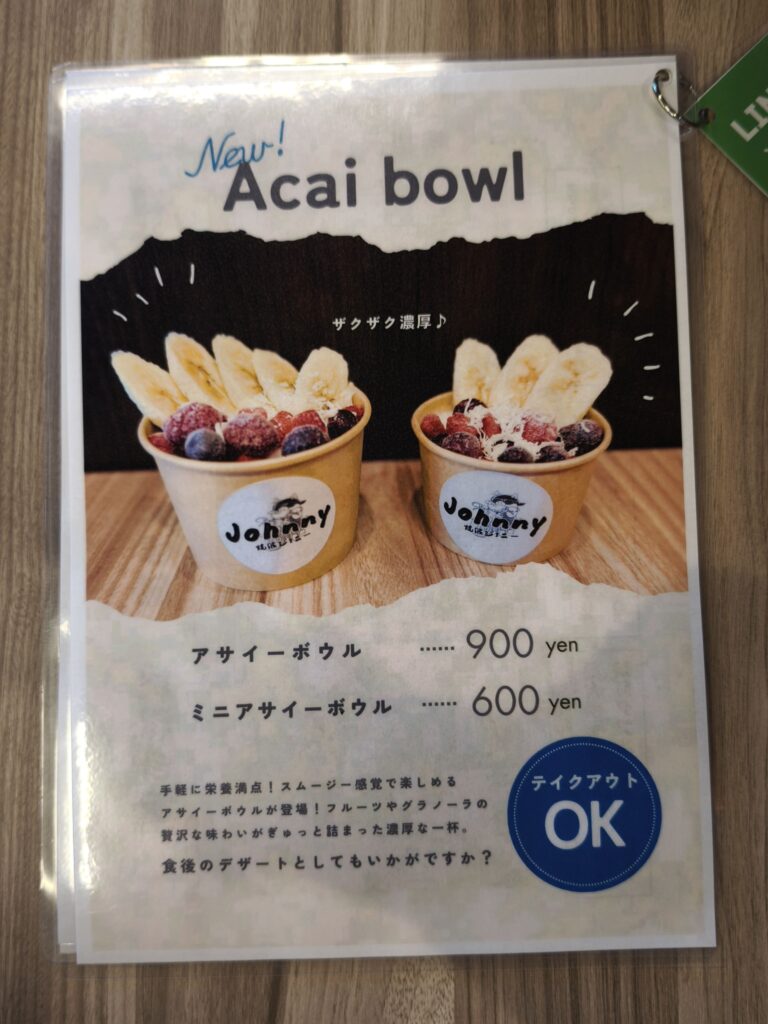 New!
Acai bowl
ザクザク濃厚♪
Johnny
Johnny
アサイーボウル ...... 900 yen
ミニアサイーボウル ...... 600 yen
手軽に栄養満点！スムージー感覚で楽しめる
アサイーボウルが登場！フルーツやグラノーラの
贅沢な味わいがぎゅっと詰まった濃厚な一杯。
食後のデザートとしてもいかがですか？
テイクアウト
OK